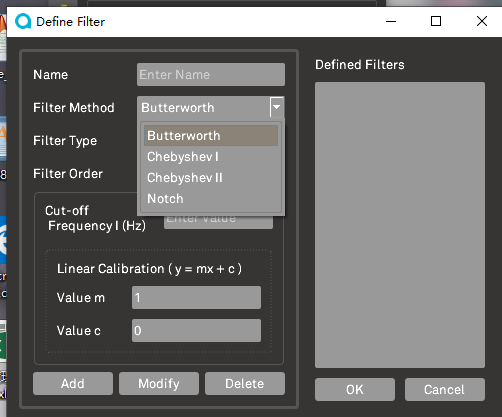 Define Filter
Name
Enter Name
Defined Filters
Filter Method
Butterworth
Filter Type
Butterworth
Chebyshev I
Filter Order
Chebyshev II
Notch
Cut-off
Frequency I (Hz)
Enter Value
Linear Calibration ( y = mx + c )
Value m
1
Value c
0
Add
Modify
Delete
OK
Cancel